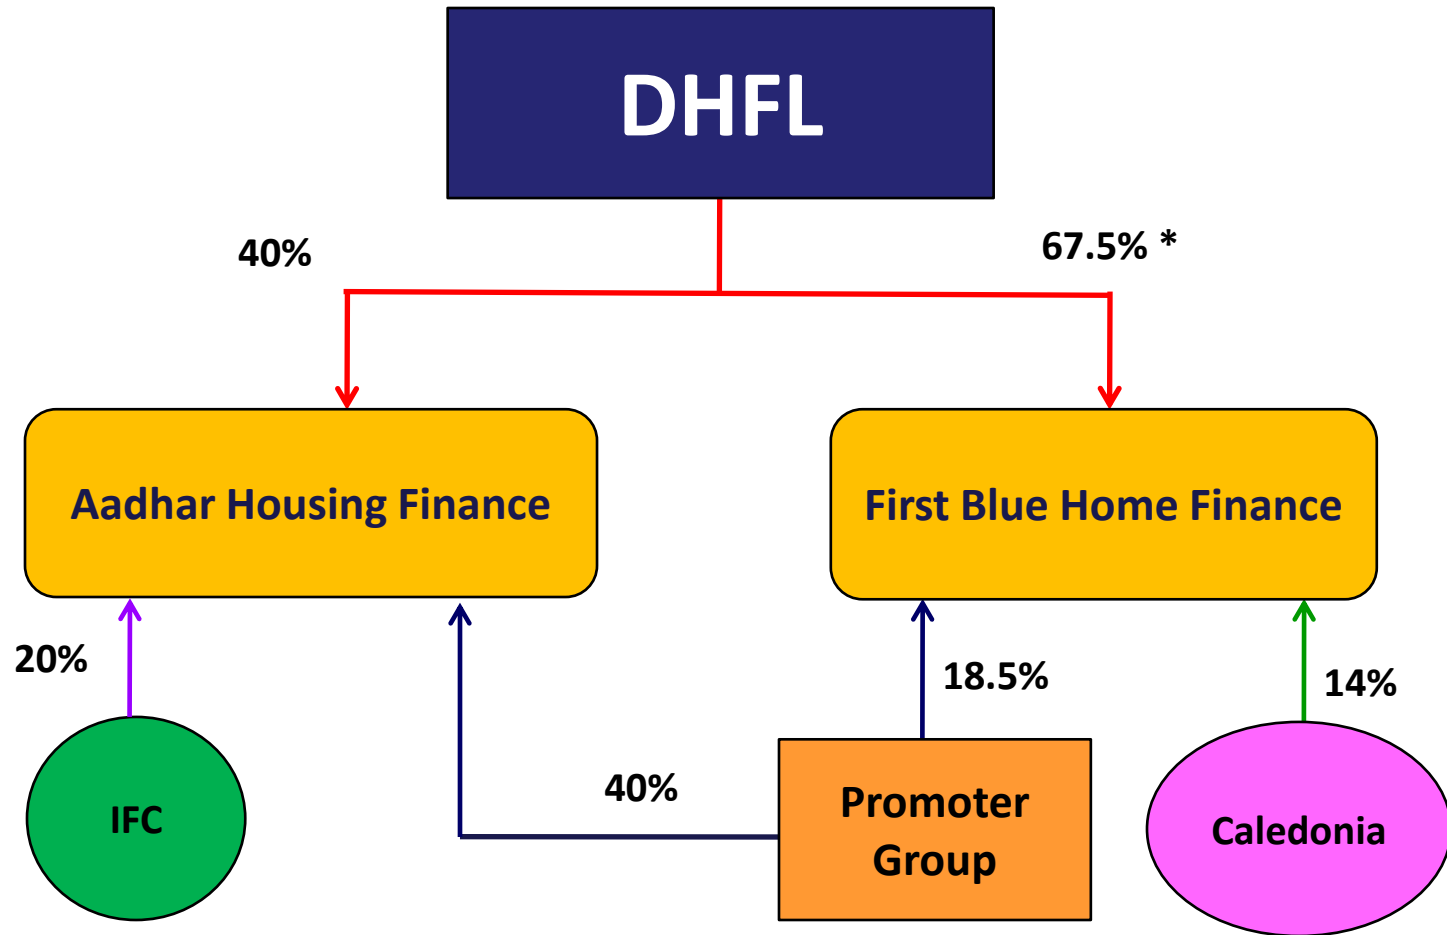 DHFL
40%
67.5% *
Aadhar Housing Finance
First Blue Home Finance
20%
18.5%
14%
40%
IFC
Promoter
Group
Caledonia